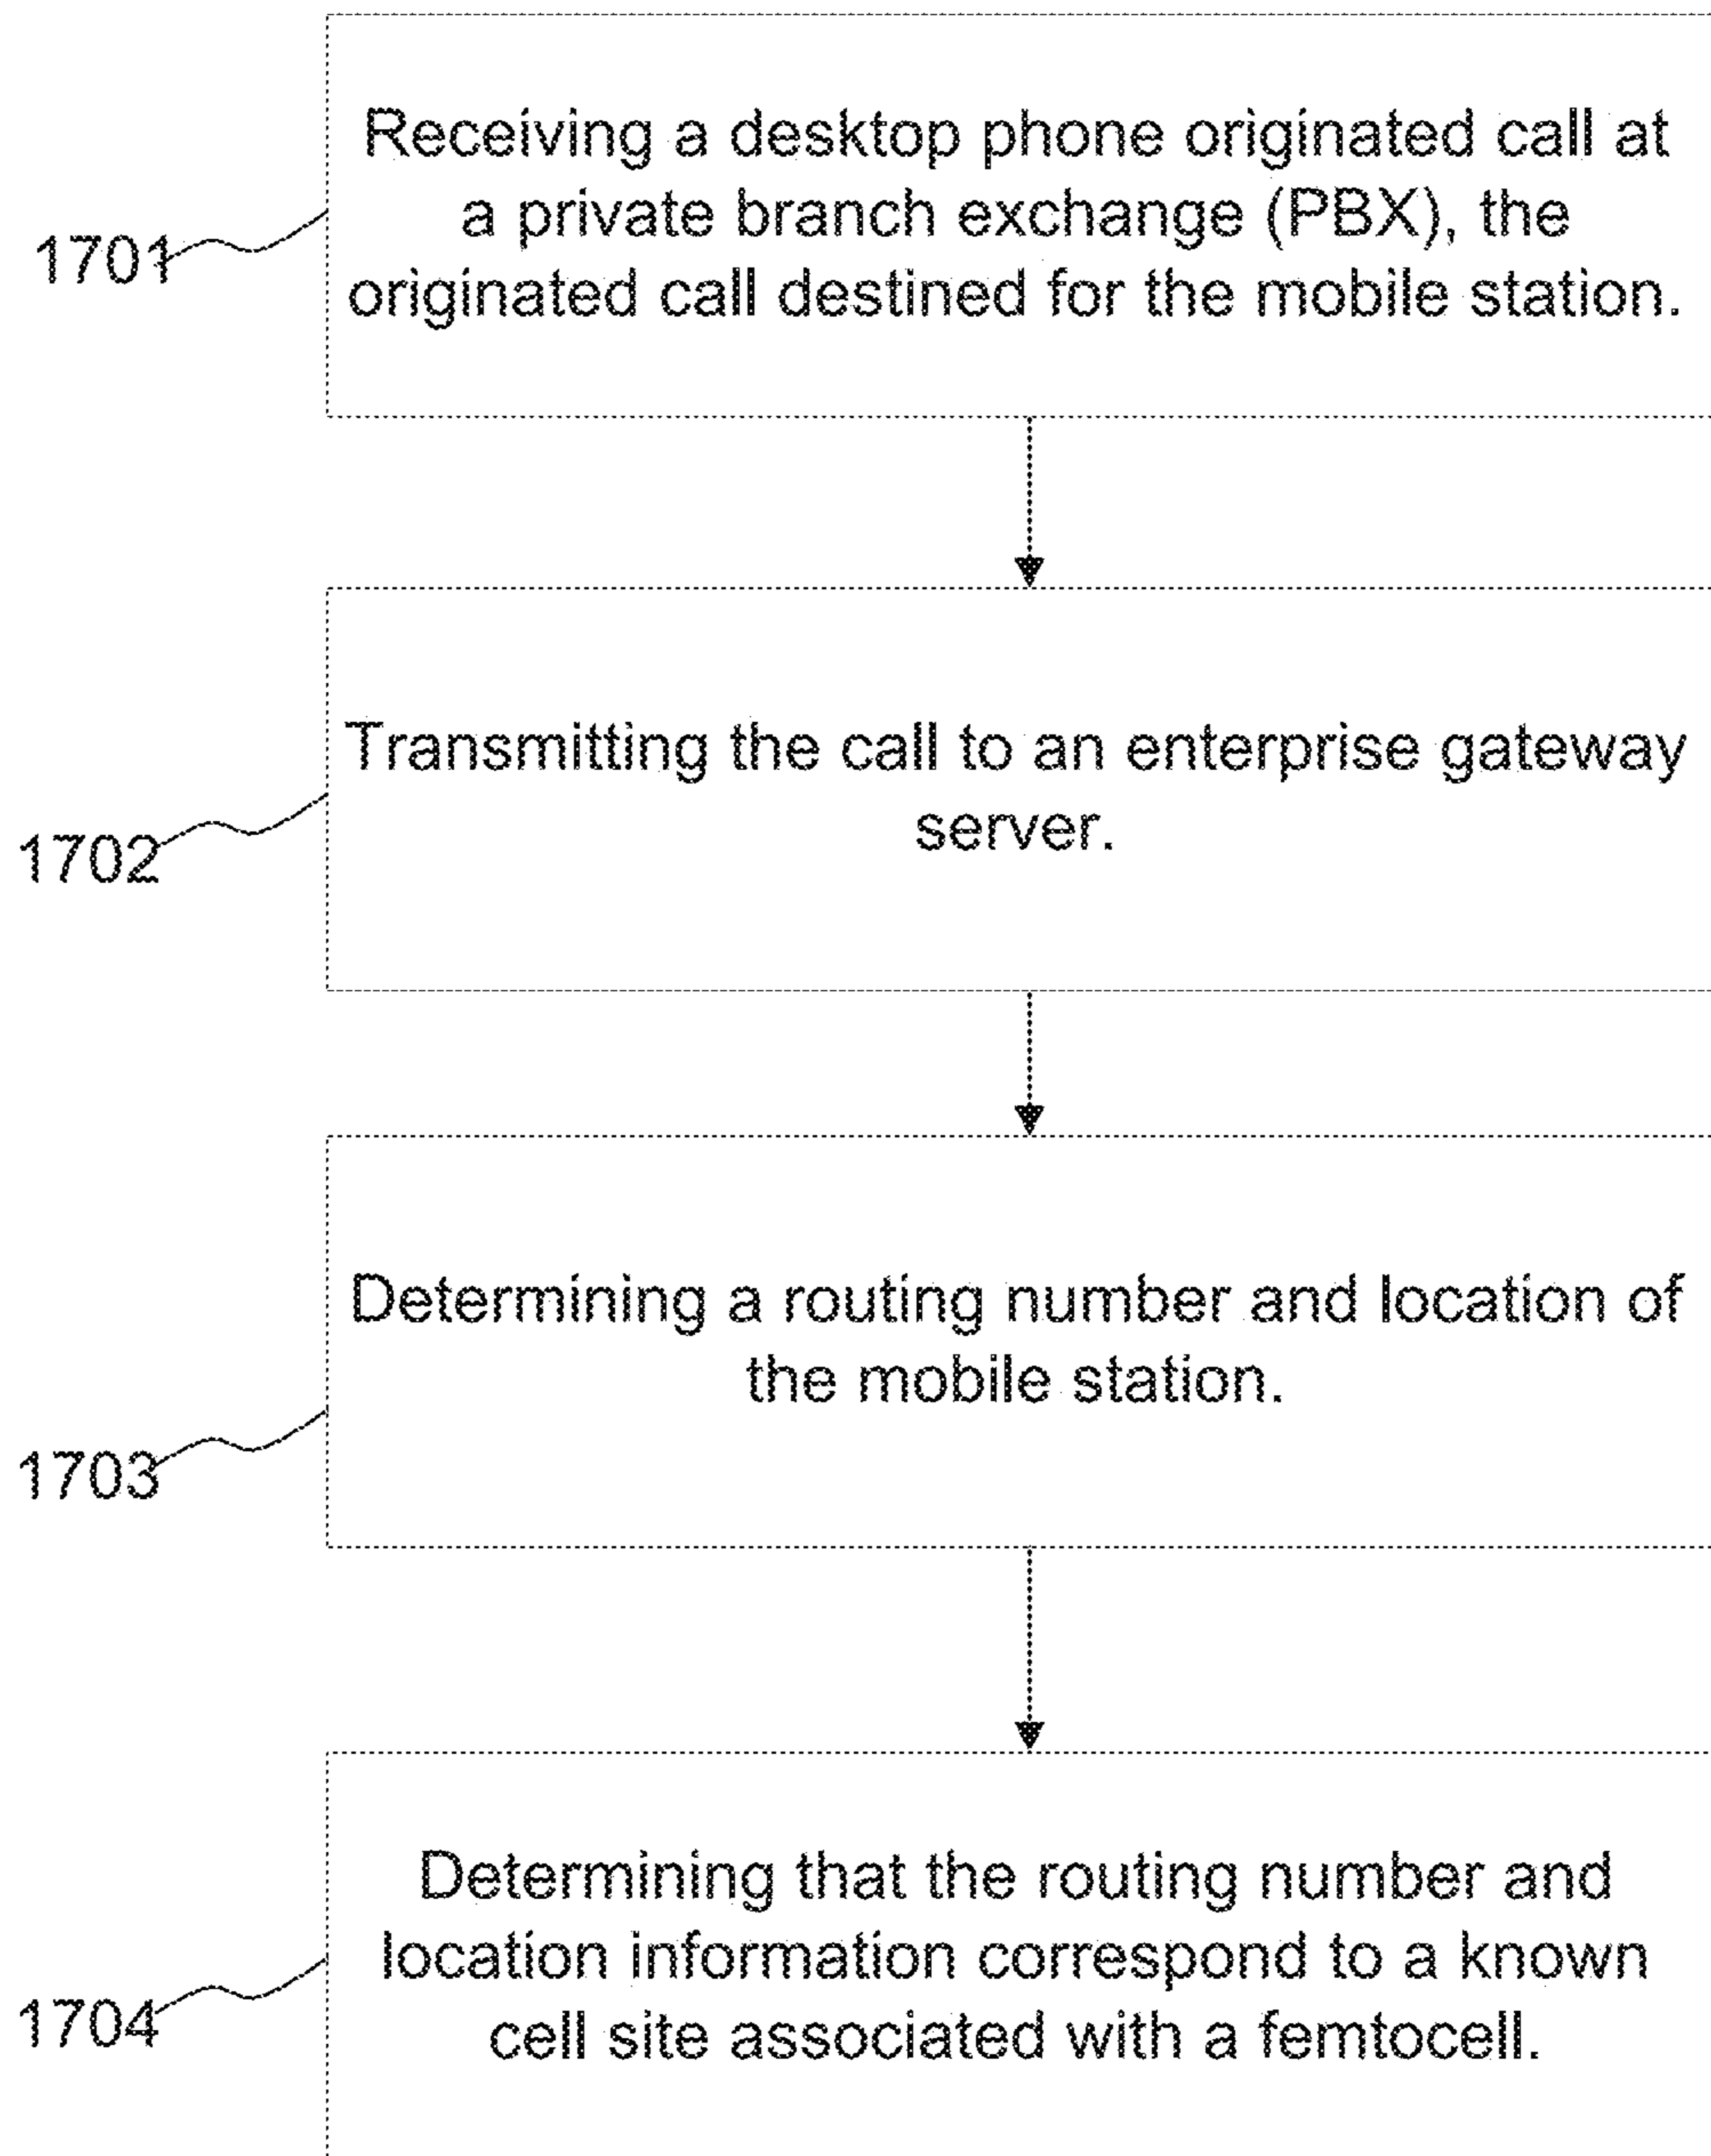 Receiving a desktop phone originated call at
a private branch exchange (PBX), the
originated call destined for the mobile station.
1701
Transmitting the call to an enterprise gateway
server.
1702
Determining a routing number and location of
the mobile station.
1703
Determining that the routing number and
location information correspond to a known
cell site associated with a femtocell.
1704